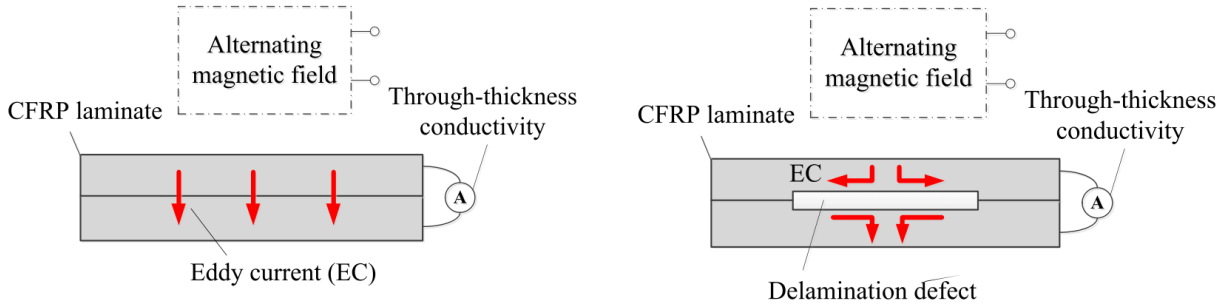 Alternating
magnetic field
CFRP laminate
Through-thickness
conductivity
A
Eddy current (EC)
Alternating
magnetic field
CFRP laminate
Through-thickness
conductivity
EC
A
Delamination defect